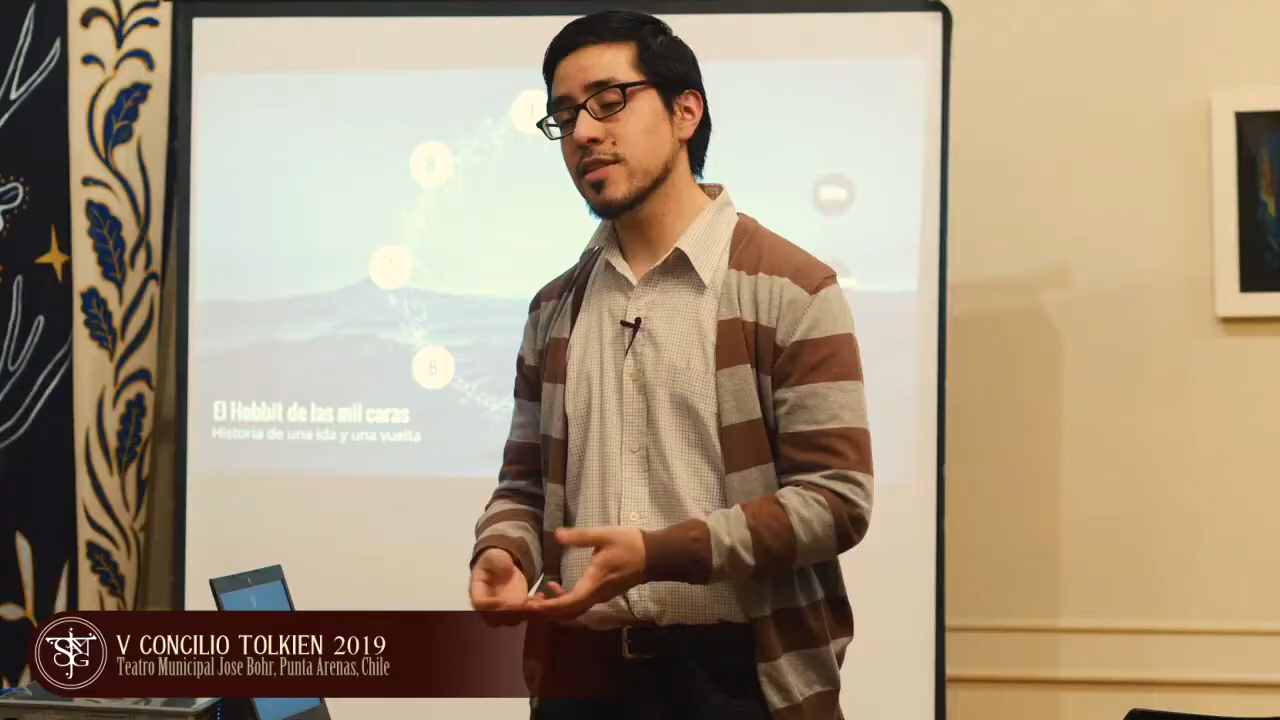 6
El Hobbit de las mil caras
Historia de una ida y una vuelta
V CONCILIO TOLKIEN 2019
Teatro Municipal Jose Bohr, Punta Arenas, Chile